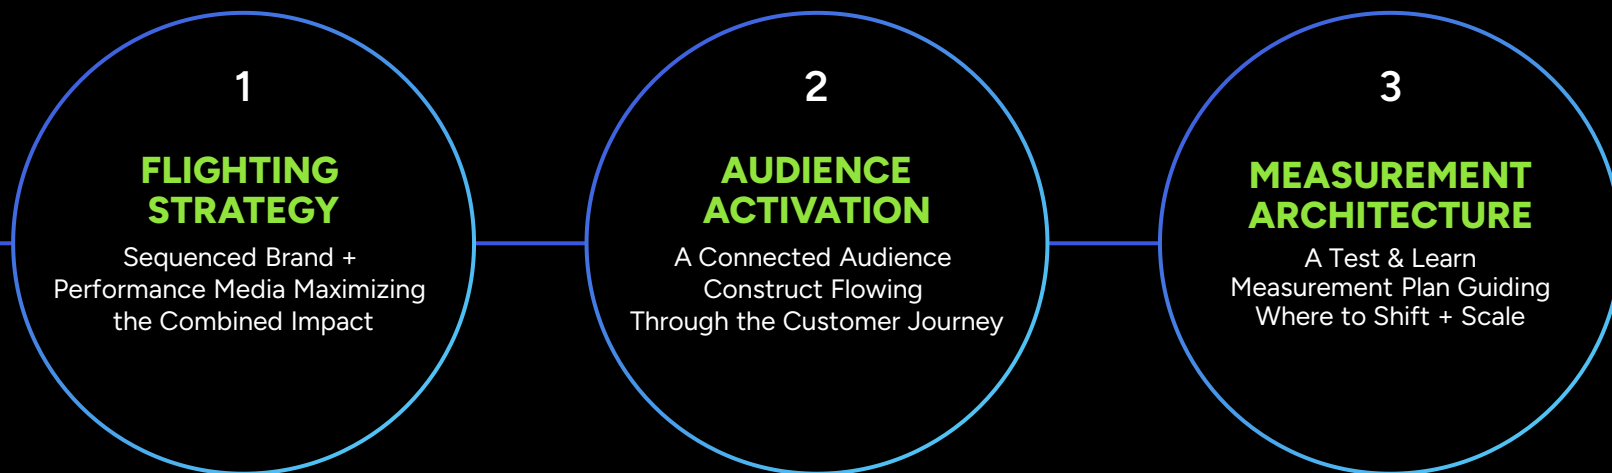 1
FLIGHTING
STRATEGY
Sequenced Brand +
Performance Media Maximizing
the Combined Impact
2
AUDIENCE
ACTIVATION
A Connected Audience
Construct Flowing
Through the Customer Journey
3
MEASUREMENT
ARCHITECTURE
A Test & Learn
Measurement Plan Guiding
Where to Shift + Scale